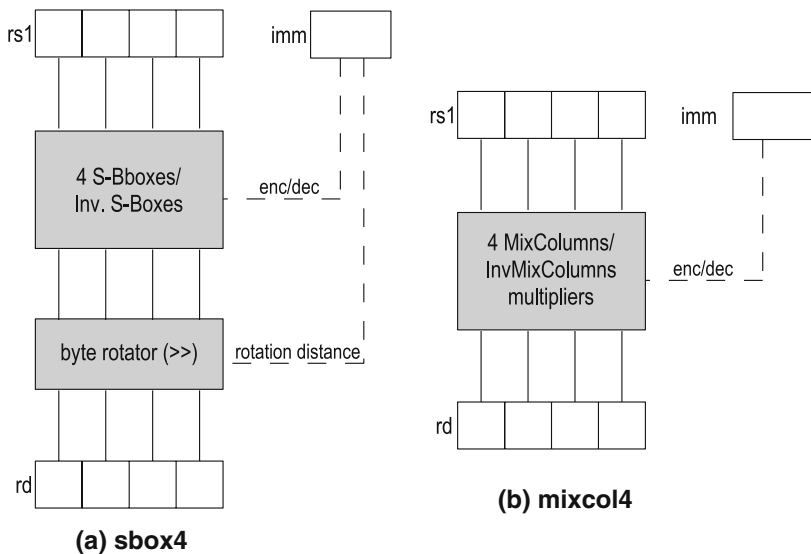 rs1
imm
4 S-Bboxes/
Inv. S-Boxes
enc/dec
byte rotator (>>)
rotation distance
rd
(a) sbox4
rs1
imm
4 MixColumns/
InvMixColumns
multipliers
enc/dec
rd
(b) mixcol4